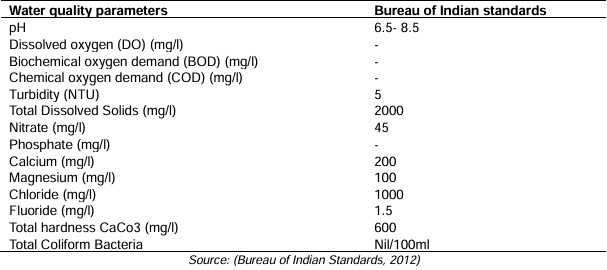 Water quality parameters Bureau of Indian standards
pH 6.5- 8.5
Dissolved oxygen (DO) (mg/l) -
Biochemical oxygen demand (BOD) (mg/l) -
Chemical oxygen demand (COD) (mg/l) -
Turbidity (NTU) 5
Total Dissolved Solids (mg/l) 2000
Nitrate (mg/l) 45
Phosphate (mg/l) -
Calcium (mg/l) 200
Magnesium (mg/l) 100
Chloride (mg/l) 1000
Fluoride (mg/l) 1.5
Total hardness CaCo3 (mg/l) 600
Total Coliform Bacteria Nil/100ml
Source: (Bureau of Indian Standards, 2012)